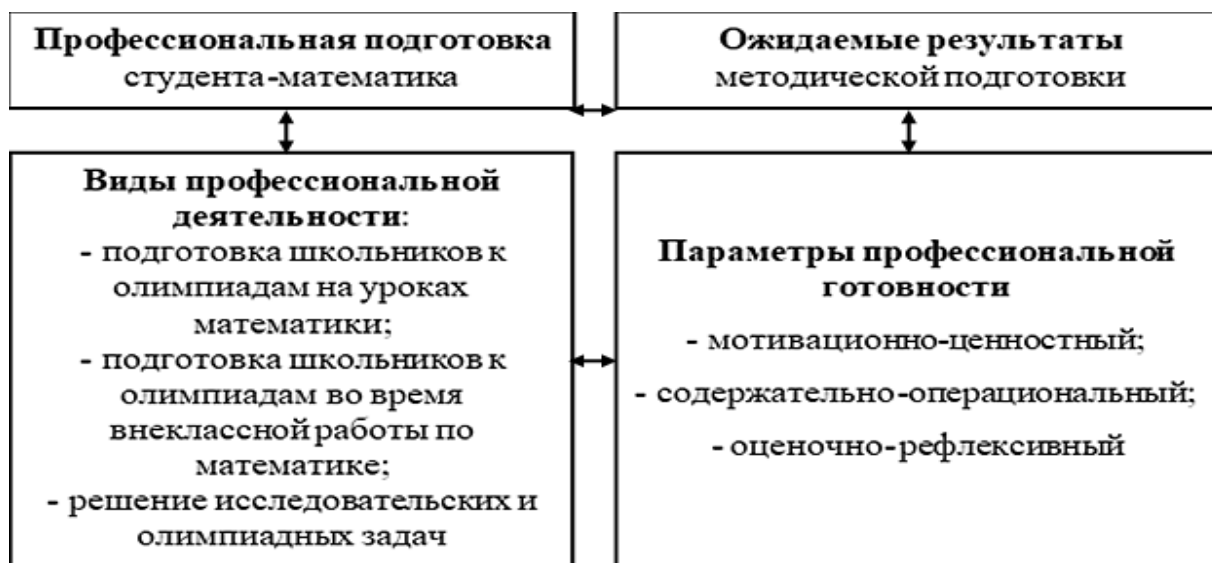 Профессиональная подготовка
студента-математика
Ожидаемые результаты
методической подготовки
Виды профессиональной
деятельности:
- подготовка школьников к
олимпиадам на уроках
математики;
- подготовка школьников к
олимпиадам во время
внеклассной работы по
математике;
- решение исследовательских и
олимпиадных задач
Параметры профессиональной
готовности
- мотивационно-ценностный;
- содержательно-операциональный;
- оценочно-рефлексивный